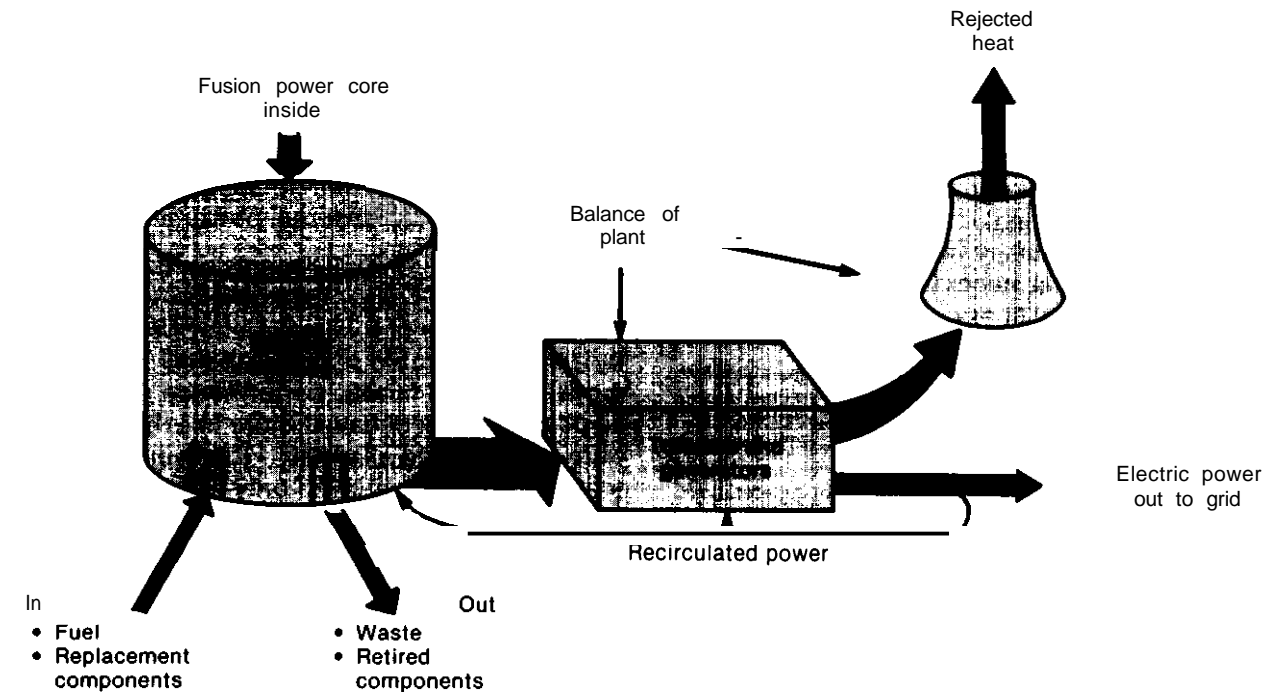 Rejected
heat
Fusion power core
inside
Balance of
plant
Electric power
out to grid
Recirculated power
In
• Fuel
• Replacement
components
Out
• Waste
• Retired
components